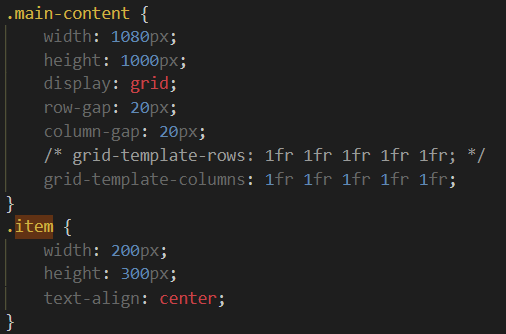 .main-content {
width: 1080px;
height: 1000px;
display: grid;
row-gap: 20px;
column-gap: 20px;
/* grid-template-rows: 1fr 1fr 1fr 1fr 1fr; */
grid-template-columns: 1fr 1fr 1fr 1fr 1fr;
}
.item {
width: 200px;
height: 300px;
text-align: center;
}